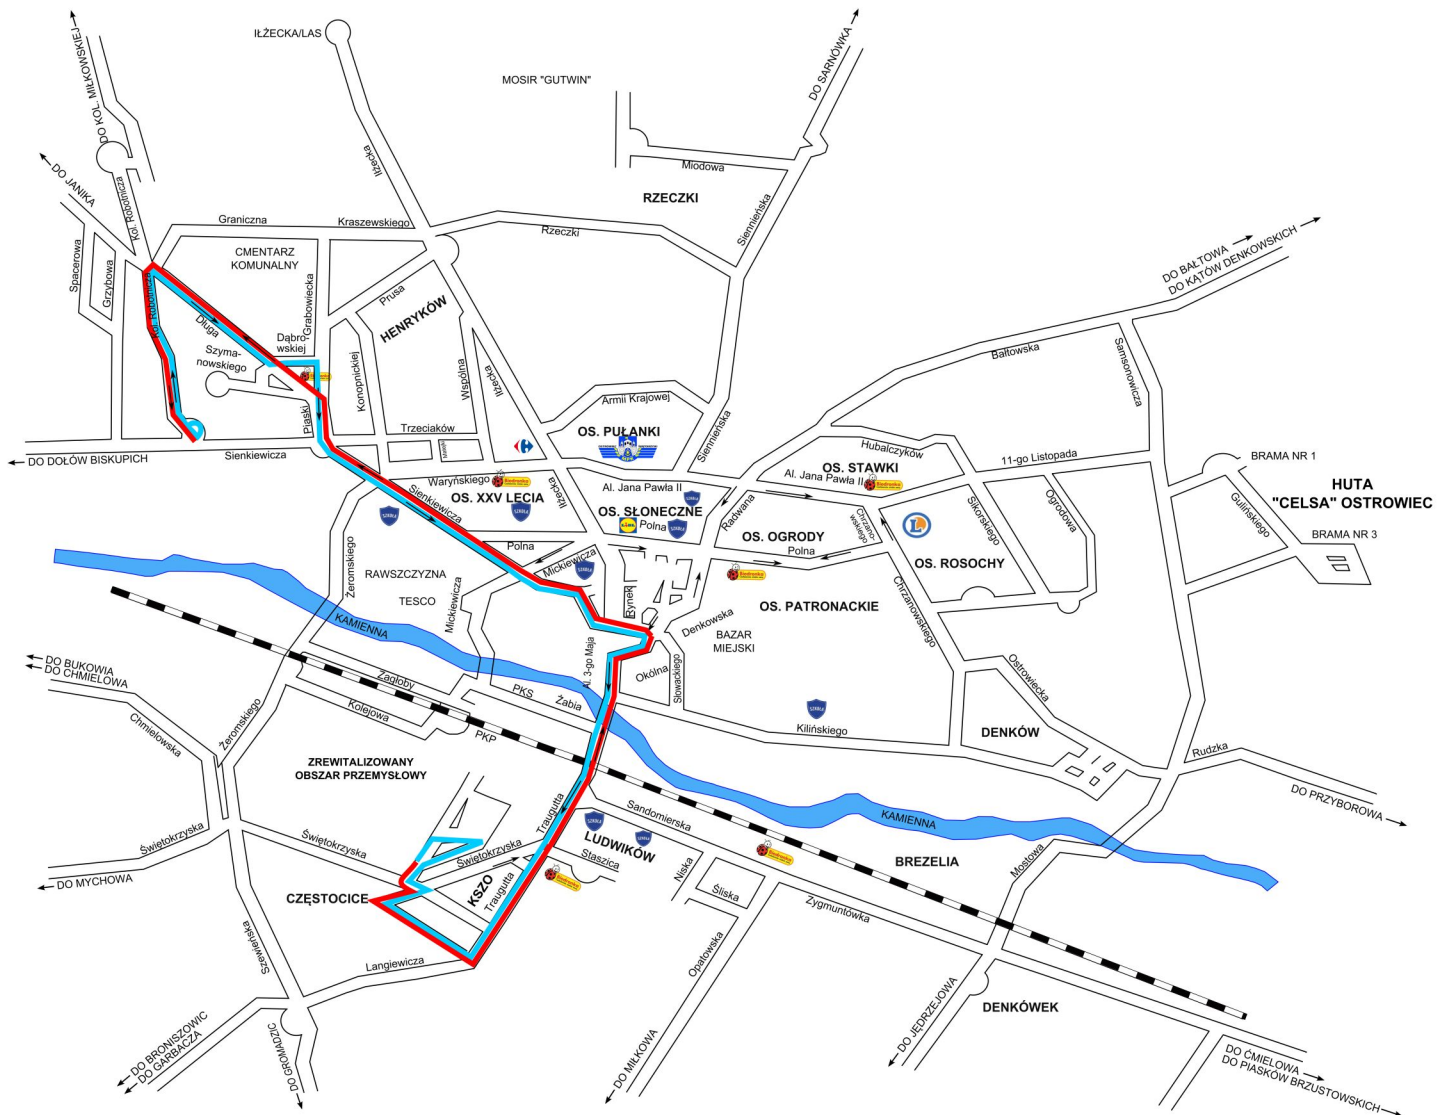 DO KOL. MIŁKOWSKIEJ
IŁŻECKA/LAS
MOSIR "GUTWIN"
DO SARNÓWKA
DO JANIKA
Kol. Robotnicza
Iłżecka
Miodowa
RZECZKI
Graniczna
Kraszewskiego
Rzeczki
Siennieńska
Spacerowa
Grzybowa
CMENTARZ
KOMUNALNY
DO BAŁTOWA
DO KĄTÓW DENKOWSKICH
Kol. Robotnicza
Długa
Grabowiecka
Prusa
HENRYKÓW
Dąbro-
wskiej
Szyma-
nowskiego
Konopnickiej
Wspólna
Iłżecka
Bałtowska
Samsonowicza
Piaski
Trzeciaków
Armii Krajowej
OS. PUŁANKI
Siennieńska
Hubalczyków
11-go Listopada
DO DOŁÓW BISKUPICH
Sienkiewicza
Waryńskiego
OS. XXV LECIA
Iłżecka
Al. Jana Pawła II
OS. STAWKI
Al. Jana Pawła II
BRAMA NR 1
HUTA
"CELSA" OSTROWIEC
Gulińskiego
BRAMA NR 3
Sienkiewicza
OS. SŁONECZNE
Polna
Radwana
OS. OGRODY
Polna
Chrzano-
wskiego
Sikorskiego
Ogrodowa
OS. ROSOCHY
Żeromskiego
Polna
Mickiewicza
RAWSZCZYZNA
TESCO
Mickiewicza
Rynek
Denkowska
OS. PATRONACKIE
BAZAR
MIEJSKI
Chrzanowskiego
KAMIENNA
Al. 3-go Maja
Okólna
Słowackiego
Ostrowiecka
DO BUKOWIA
DO CHMIELOWA
Zagłoby
Kolejowa
PKS
Żabia
PKP
Kilińskiego
DENKÓW
Rudzka
DO PRZYBOROWA
Chmielowska
Żeromskiego
ZREWITALIZOWANY
OBSZAR PRZEMYSŁOWY
Traugutta
Sandomierska
KAMIENNA
LUDWIKÓW
Świętokrzyska
Świętokrzyska
Świętokrzyska
Staszica
Niska
Śliska
BREZELIA
Mostowa
DO MYCHOWA
CZĘSTOCICE
KSZO
Traugutta
Zygmuntówka
Szewieńska
Langiewicza
Opatowska
DENKÓWEK
DO BRONISZOWIC
DO GARBACZA
DO GROMADZIC
DO MIŁKOWA
DO JĘDRZEJOWA
DO ĆMIELOWA
DO PIASKÓW BRZUSTOWSKICH